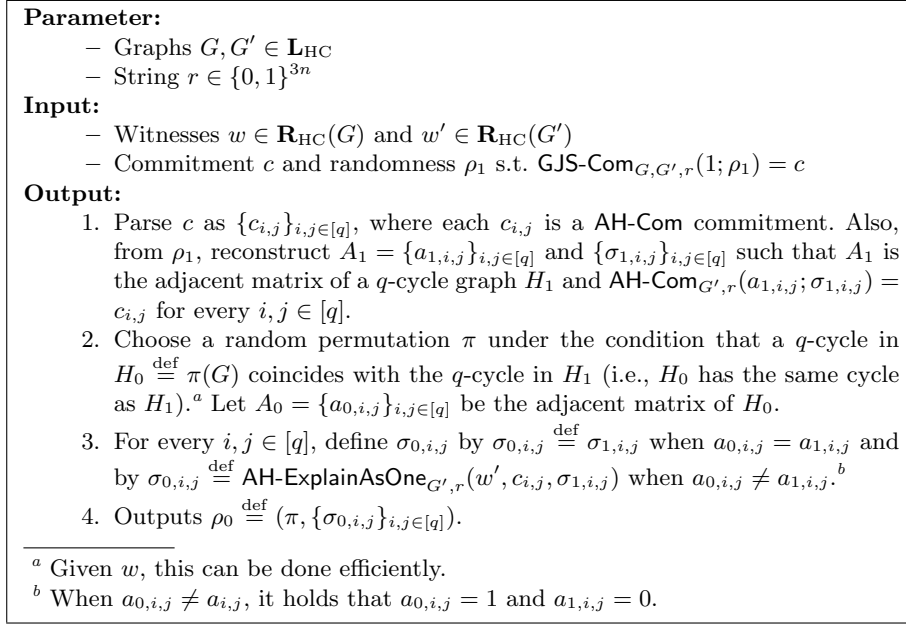 Parameter:
– Graphs G, G′ ∈ L_HC
– String r ∈ {0, 1}^{3n}
Input:
– Witnesses w ∈ R_HC(G) and w′ ∈ R_HC(G′)
– Commitment c and randomness ρ_1 s.t. GJS-Com_{G,G′,r}(1; ρ_1) = c
Output:
1. Parse c as {c_{i,j}}_{i,j∈[q]}, where each c_{i,j} is a AH-Com commitment. Also,
from ρ_1, reconstruct A_1 = {a_{1,i,j}}_{i,j∈[q]} and {σ_{1,i,j}}_{i,j∈[q]} such that A_1 is
the adjacent matrix of a q-cycle graph H_1 and AH-Com_{G′,r}(a_{1,i,j}; σ_{1,i,j}) =
c_{i,j} for every i, j ∈ [q].
2. Choose a random permutation π under the condition that a q-cycle in
H_0 def= π(G) coincides with the q-cycle in H_1 (i.e., H_0 has the same cycle
as H_1).^a Let A_0 = {a_{0,i,j}}_{i,j∈[q]} be the adjacent matrix of H_0.
3. For every i, j ∈ [q], define σ_{0,i,j} by σ_{0,i,j} def= σ_{1,i,j} when a_{0,i,j} = a_{1,i,j} and
by σ_{0,i,j} def= AH-ExplainAsOne_{G′,r}(w′, c_{i,j}, σ_{1,i,j}) when a_{0,i,j} ≠ a_{1,i,j}.^b
4. Outputs ρ_0 def= (π, {σ_{0,i,j}}_{i,j∈[q]}).
^a Given w, this can be done efficiently.
^b When a_{0,i,j} ≠ a_{i,j}, it holds that a_{0,i,j} = 1 and a_{1,i,j} = 0.